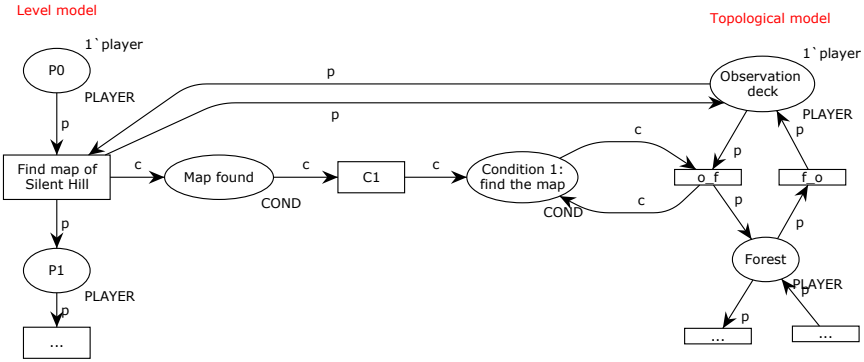 Level model
Topological model
1`player
P0
PLAYER
p
p
p
1`player
Observation
deck
PLAYER
p
p
Find map of
Silent Hill
c
Map found
COND
c
C1
c
Condition 1:
find the map
COND
c
c
o_f
f_o
p
p
p
P1
PLAYER
p
...
Forest
PLAYER
p
p
...
...